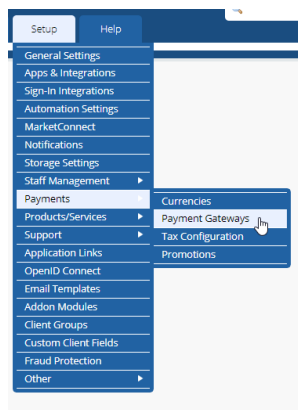 Setup
Help
General Settings
Apps & Integrations
Sign-In Integrations
Automation Settings
MarketConnect
Notifications
Storage Settings
Staff Management
Payments
Products/Services
Support
Application Links
OpenID Connect
Email Templates
Addon Modules
Client Groups
Custom Client Fields
Fraud Protection
Other
Currencies
Payment Gateways
Tax Configuration
Promotions